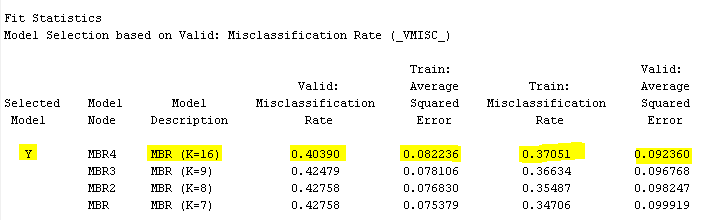 Fit Statistics
Model Selection based on Valid: Misclassification Rate (_VMISC_)
Train: Valid:
Valid: Average Train: Average
Selected Model Model Misclassification Squared Misclassification Squared
Model Node Description Rate Error Rate Error
Y MBR4 MBR (K=16) 0.40390 0.082236 0.37051 0.092360
MBR3 MBR (K=9) 0.42479 0.078106 0.36634 0.096768
MBR2 MBR (K=8) 0.42758 0.076830 0.35487 0.098247
MBR MBR (K=7) 0.42758 0.075379 0.34706 0.099919